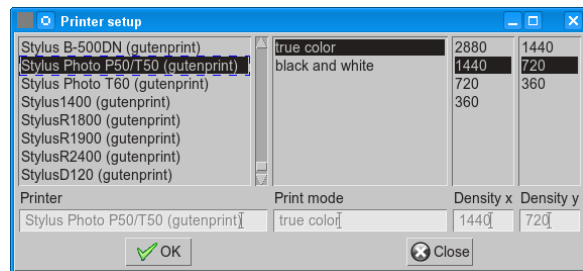 Printer setup
Stylus B-500DN (gutenprint)
Stylus Photo P50/T50 (gutenprint)
Stylus Photo T60 (gutenprint)
Stylus1400 (gutenprint)
StylusR1800 (gutenprint)
StylusR1900 (gutenprint)
StylusR2400 (gutenprint)
StylusD120 (gutenprint)
true color
black and white
2880
1440
720
360
1440
720
360
Printer
Print mode
Density x
Density y
Stylus Photo P50/T50 (gutenprint)
true color
1440
720
OK
Close